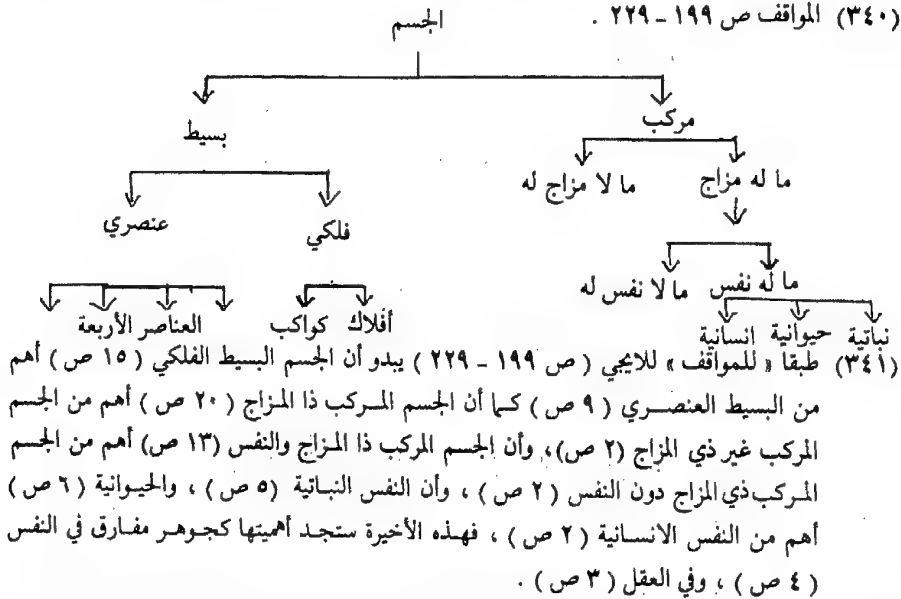 (٣٤٠) المواقف ص ١٩٩ ـ ٢٢٩ .
الجسم
مركب
بسيط
ما له مزاج
ما لا مزاج له
فلكي
عنصري
ما له نفس
ما لا نفس له
أفلاك
كواكب
العناصر الأربعة
نباتية
حيوانية
انسانية
(٣٤١) طبقا « للمواقف » للايجي ( ص ١٩٩ ـ ٢٢٩ ) يبدو أن الجسم البسيط الفلكي ( ١٥ ص ) أهم
من البسيط العنصري ( ٩ ص ) كما أن الجسم المركب ذا المزاج ( ٢٠ ص ) أهم من الجسم
المركب غير ذي المزاج (٢ ص)، وأن الجسم المركب ذا المزاج والنفس (١٣ ص) أهم من الجسم
المركب ذي المزاج دون النفس ( ٢ ص ) ، وأن النفس النباتية (٥ ص ) ، والحيوانية ( ٦ ص )
أهم من النفس الانسانية ( ٢ ص ) ، فهذه الأخيرة ستجد أهميتها كجوهر مفارق في النفس
( ٤ ص ) ، وفي العقل ( ٣ ص ) .